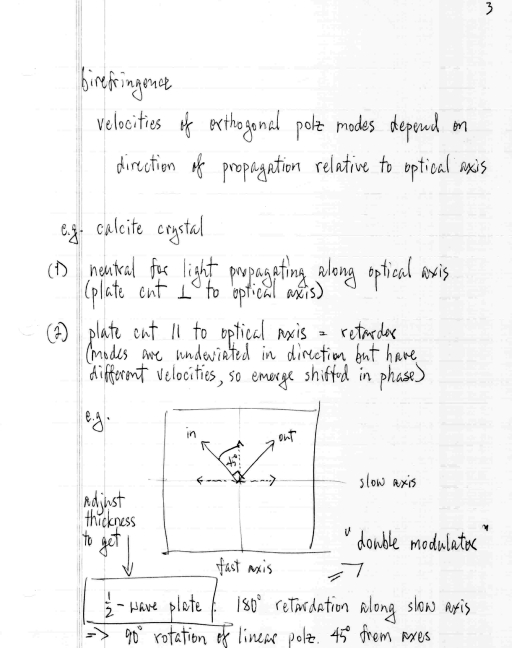 3
birefringence
velocities of orthogonal polz modes depend on
direction of propagation relative to optical axis
e.g. calcite crystal
(1) neutral for light propagating along optical axis
(plate cut ⊥ to optical axis)
(2) plate cut || to optical axis = retarder
(modes are undeviated in direction but have
different velocities, so emerge shifted in phase)
e.g.
in
out
45°
slow axis
adjust
thickness
to get
"double modulator"
fast axis
1/2 - wave plate : 180° retardation along slow axis
=> 90° rotation of linear polz. 45° from axes